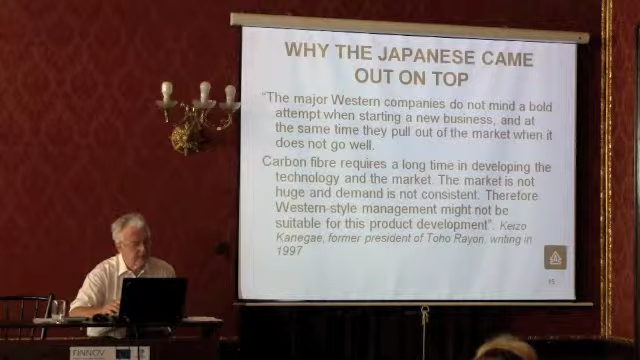 WHY THE JAPANESE CAME
OUT ON TOP
"The major Western companies do not mind a bold
attempt when starting a new business, and at
the same time they pull out of the market when it
does not go well.
Carbon fibre requires a long time in developing the
technology and the market. The market is not
huge and demand is not consistent. Therefore
Western-style management might not be
suitable for this product development". Keizo
Kanegae, former president of Toho Rayon, writing in
1997
15
FINNOV